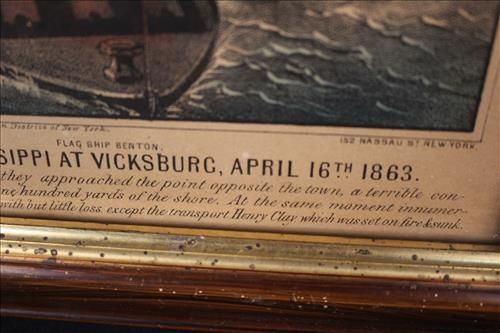 n District of New York.
152 NASSAU ST. NEW YORK.
FLAG SHIP BENTON.
SIPPI AT VICKSBURG, APRIL 16TH 1863.
they approached the point opposite the town, a terrible con-
ne hundred yards of the shore. At the same moment innumer-
with but little loss except the transport Henry Clay which was set on fire & sunk.